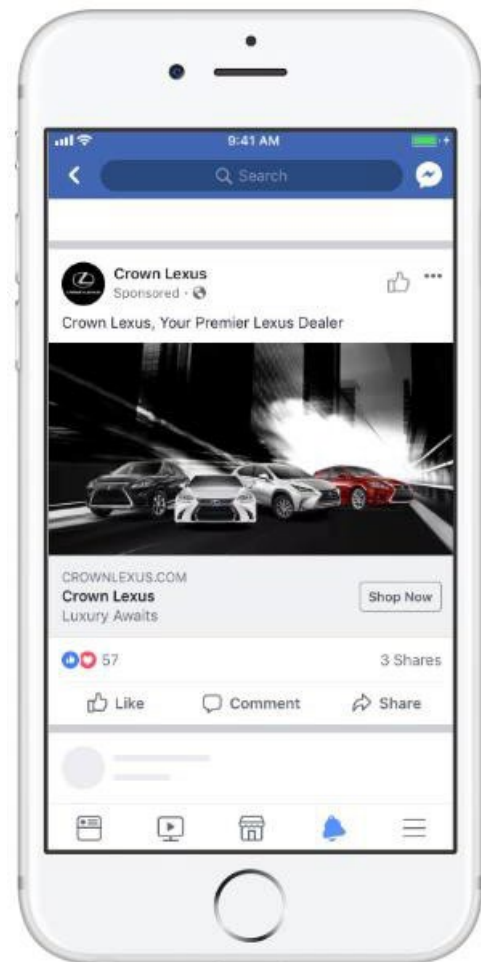 9:41 AM
Search
Crown Lexus
Sponsored ·
Crown Lexus, Your Premier Lexus Dealer
CROWNLEXUS.COM
Crown Lexus
Luxury Awaits
Shop Now
57
3 Shares
Like
Comment
Share